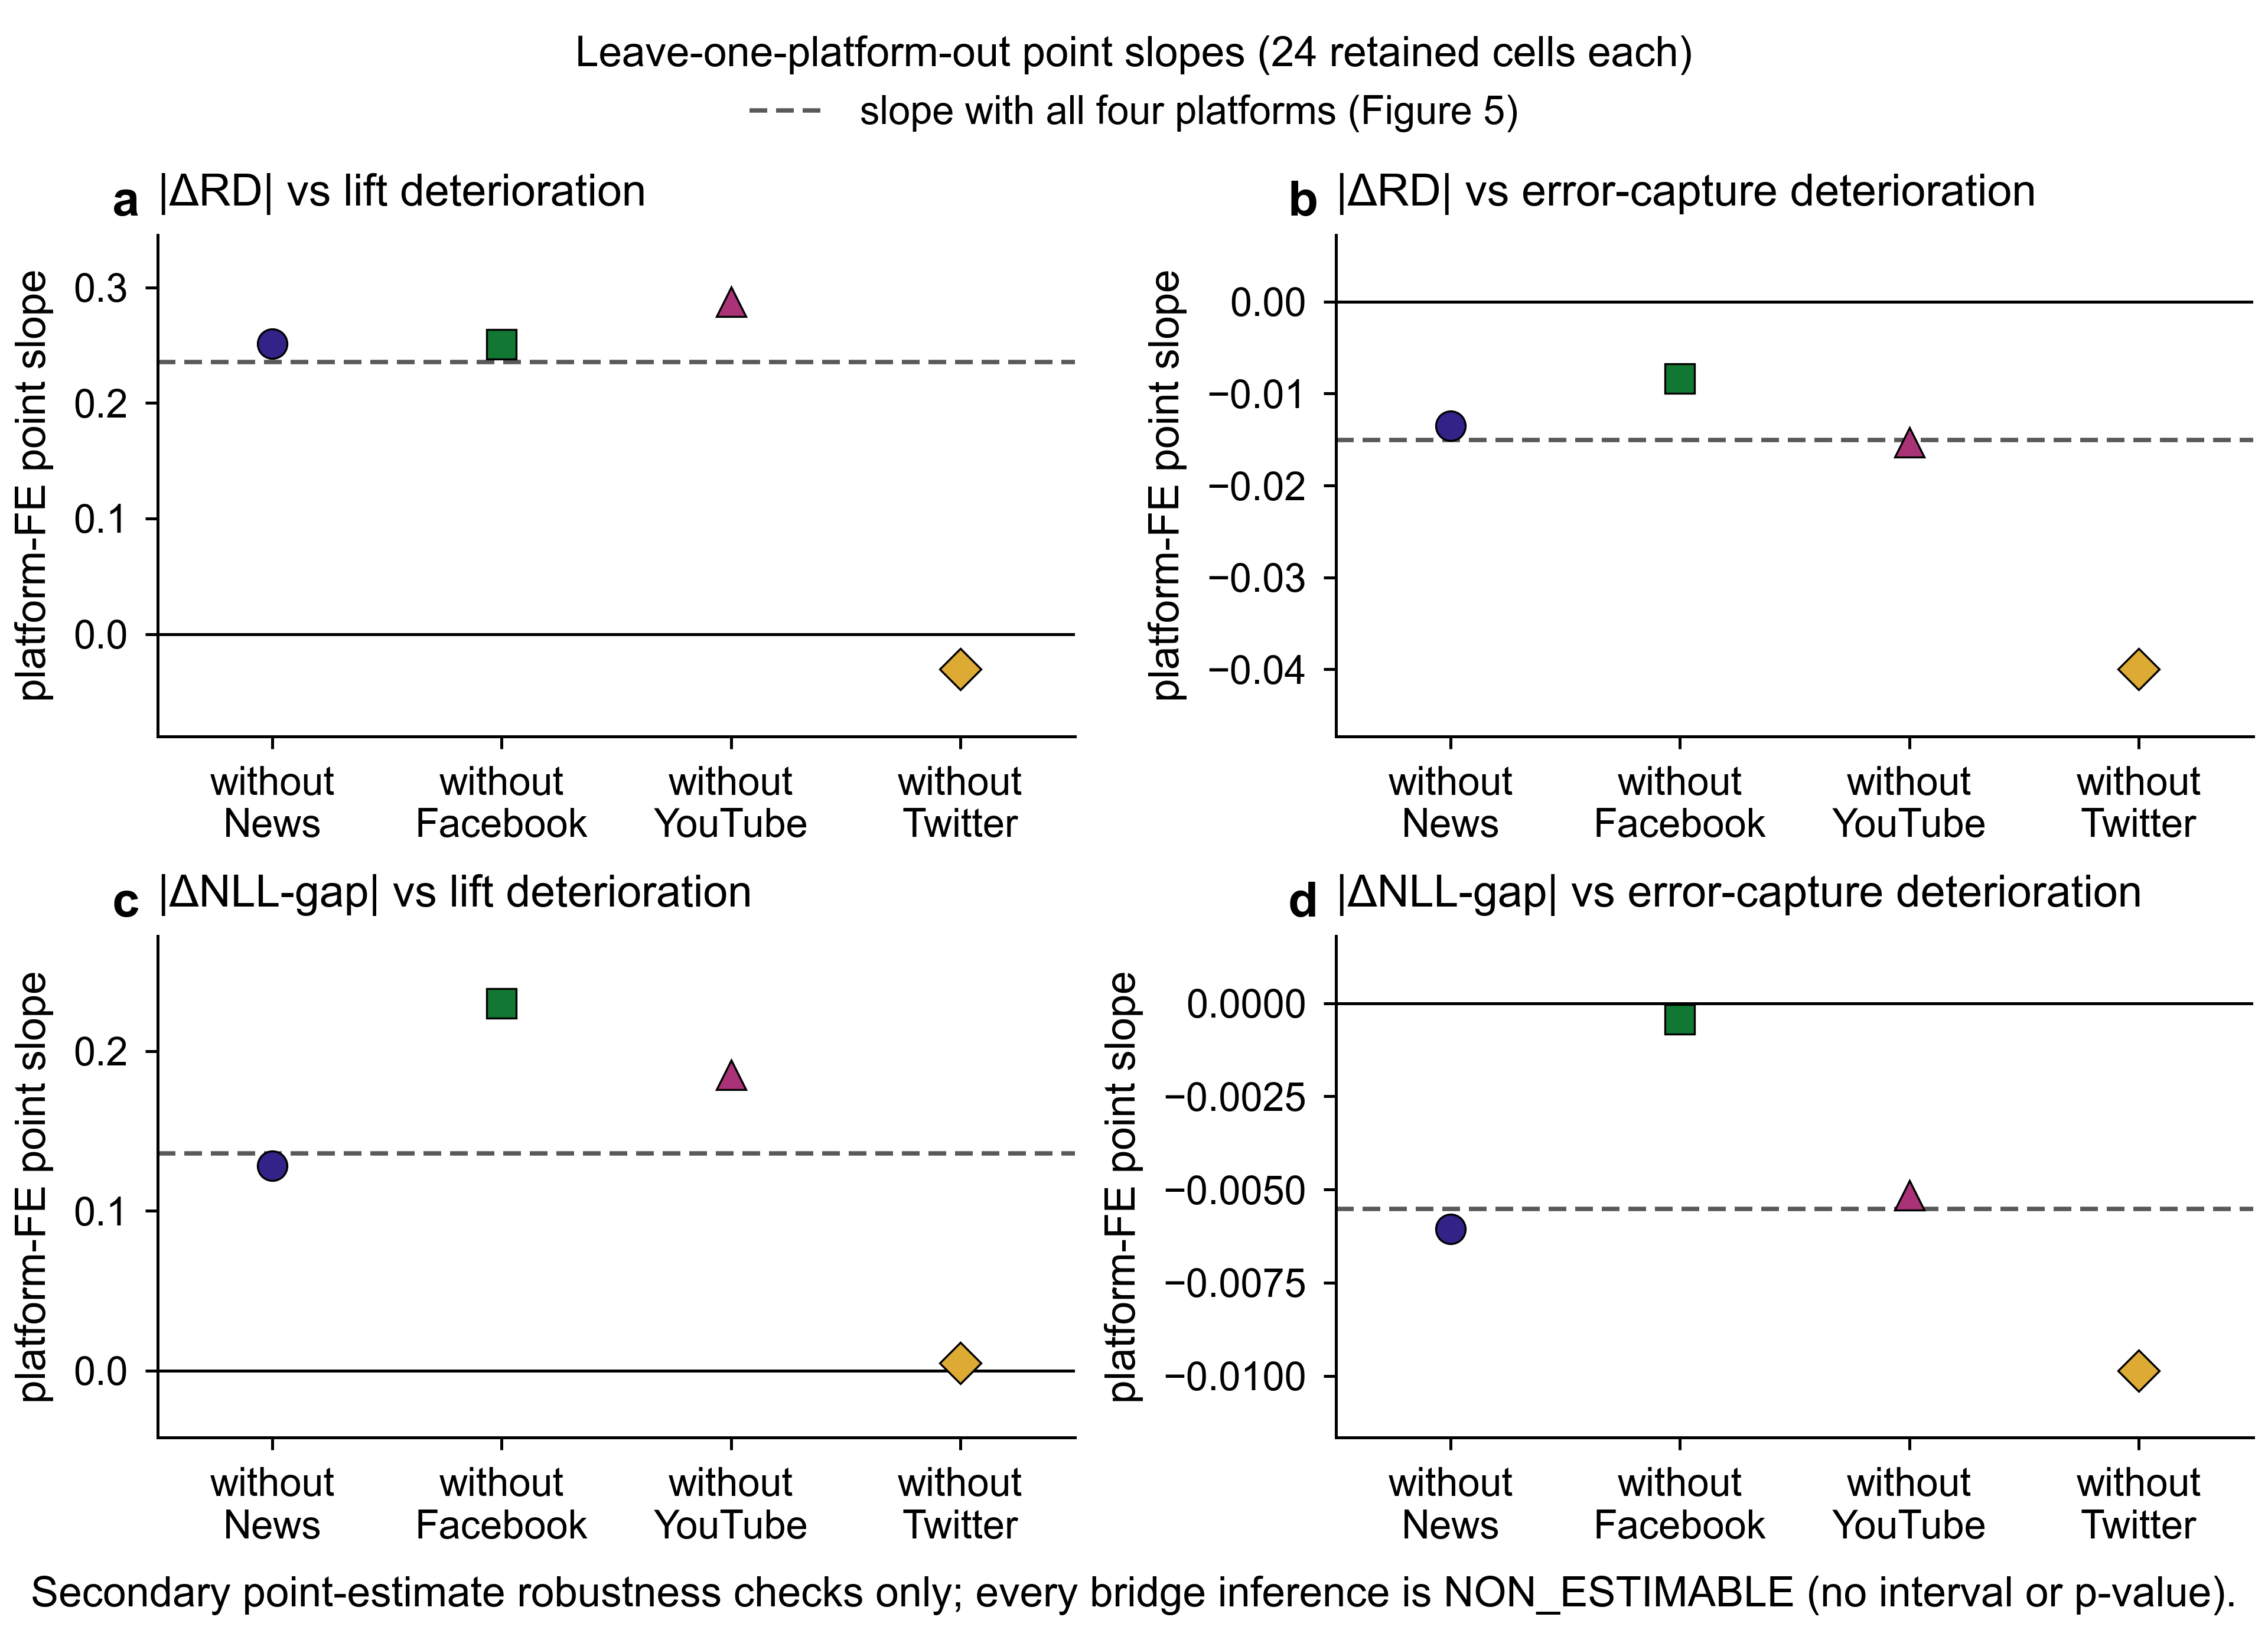 Leave-one-platform-out point slopes (24 retained cells each)
slope with all four platforms (Figure 5)
a |ΔRD| vs lift deterioration
platform-FE point slope
0.3
0.2
0.1
0.0
without News
without Facebook
without YouTube
without Twitter
b |ΔRD| vs error-capture deterioration
platform-FE point slope
0.00
−0.01
−0.02
−0.03
−0.04
without News
without Facebook
without YouTube
without Twitter
c |ΔNLL-gap| vs lift deterioration
platform-FE point slope
0.2
0.1
0.0
without News
without Facebook
without YouTube
without Twitter
d |ΔNLL-gap| vs error-capture deterioration
platform-FE point slope
0.0000
−0.0025
−0.0050
−0.0075
−0.0100
without News
without Facebook
without YouTube
without Twitter
Secondary point-estimate robustness checks only; every bridge inference is NON_ESTIMABLE (no interval or p-value).